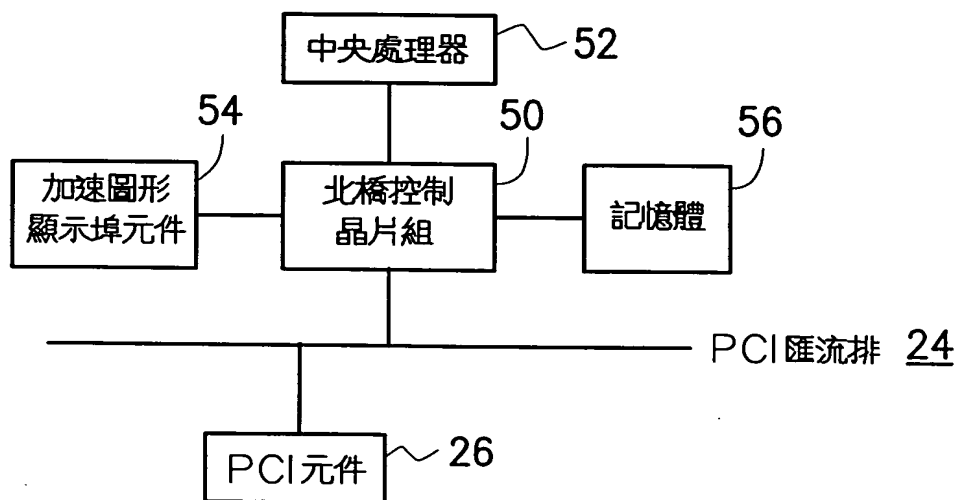 中央處理器
52
54
50
56
加速圖形
顯示埠元件
北橋控制
晶片組
記憶體
PCI匯流排 24
PCI元件
26